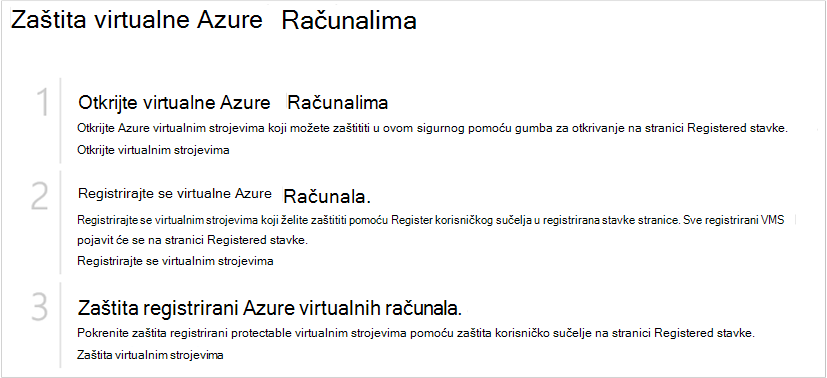 Zaštita virtualne Azure Računalima
1 Otkrijte virtualne Azure Računalima
Otkrijte Azure virtualnim strojevima koji možete zaštititi u ovom sigurnog pomoću gumba za otkrivanje na stranici Registered stavke.
Otkrijte virtualnim strojevima
2 Registrirajte se virtualne Azure Računala.
Registrirajte se virtualnim strojevima koji želite zaštititi pomoću Register korisničkog sučelja u registrirana stavke stranice. Sve registrirani VMS
pojavit će se na stranici Registered stavke.
Registrirajte se virtualnim strojevima
3 Zaštita registrirani Azure virtualnih računala.
Pokrenite zaštita registrirani protectable virtualnim strojevima pomoću zaštita korisničko sučelje na stranici Registered stavke.
Zaštita virtualnim strojevima